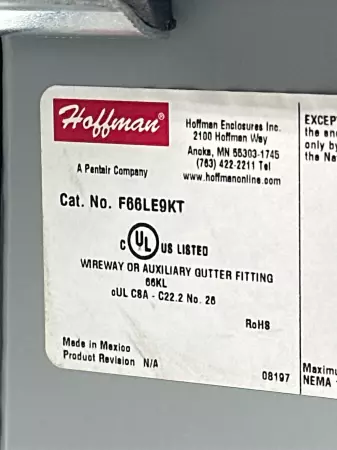 Hoffman®
A Pentair Company
Hoffman Enclosures Inc.
2100 Hoffman Way
Anoka, MN 55303-1745
(763) 422-2211 Tel
www.hoffmanonline.com
Cat. No. F66LE9KT
c UL US LISTED
WIREWAY OR AUXILIARY GUTTER FITTING
66KL
cUL CSA - C22.2 No. 26
RoHS
Made in Mexico
Product Revision N/A
08197
EXCEP
the en
only b
the Na
Maximu
NEMA